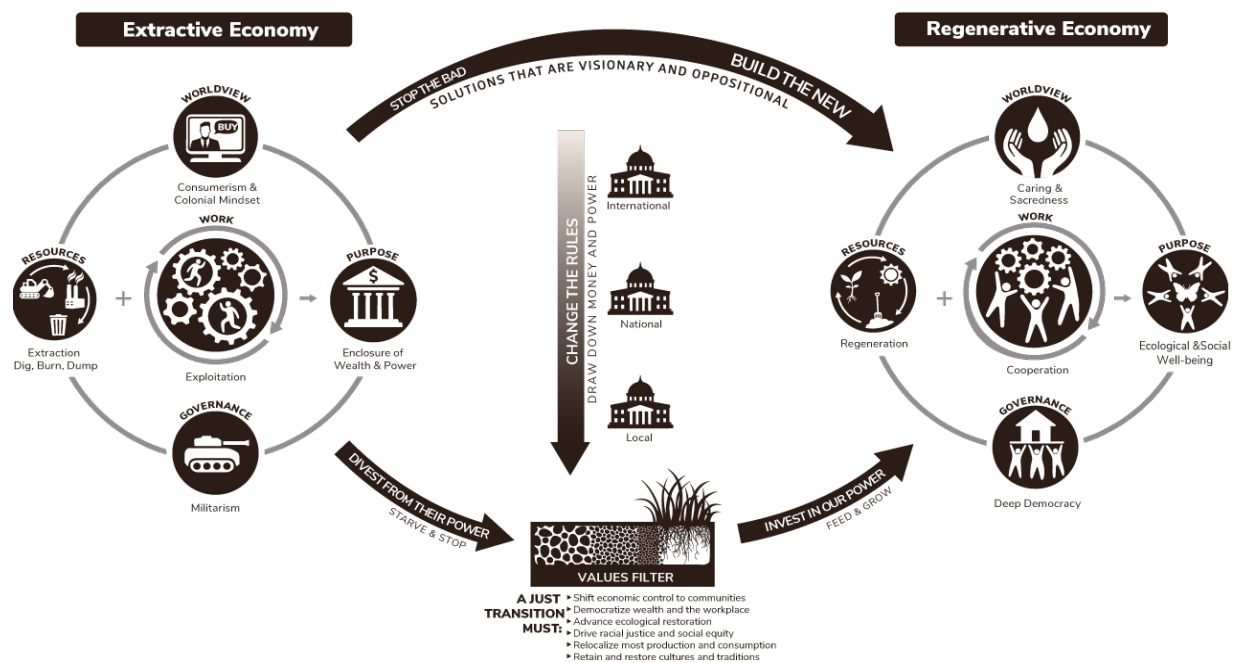 Extractive Economy
Regenerative Economy
STOP THE BAD
BUILD THE NEW
SOLUTIONS THAT ARE VISIONARY AND OPPOSITIONAL
WORLDVIEW
BUY
Consumerism &
Colonial Mindset
RESOURCES
Extraction
Dig, Burn, Dump
+
WORK
Exploitation
PURPOSE
$
Enclosure of
Wealth & Power
GOVERNANCE
Militarism
CHANGE THE RULES
DRAW DOWN MONEY AND POWER
International
National
Local
WORLDVIEW
Caring &
Sacredness
RESOURCES
Regeneration
+
WORK
Cooperation
PURPOSE
Ecological &Social
Well-being
GOVERNANCE
Deep Democracy
DIVEST FROM THEIR POWER
STARVE & STOP
INVEST IN OUR POWER
FEED & GROW
VALUES FILTER
A JUST
TRANSITION
MUST:
Shift economic control to communities
Democratize wealth and the workplace
Advance ecological restoration
Drive racial justice and social equity
Relocalize most production and consumption
Retain and restore cultures and traditions